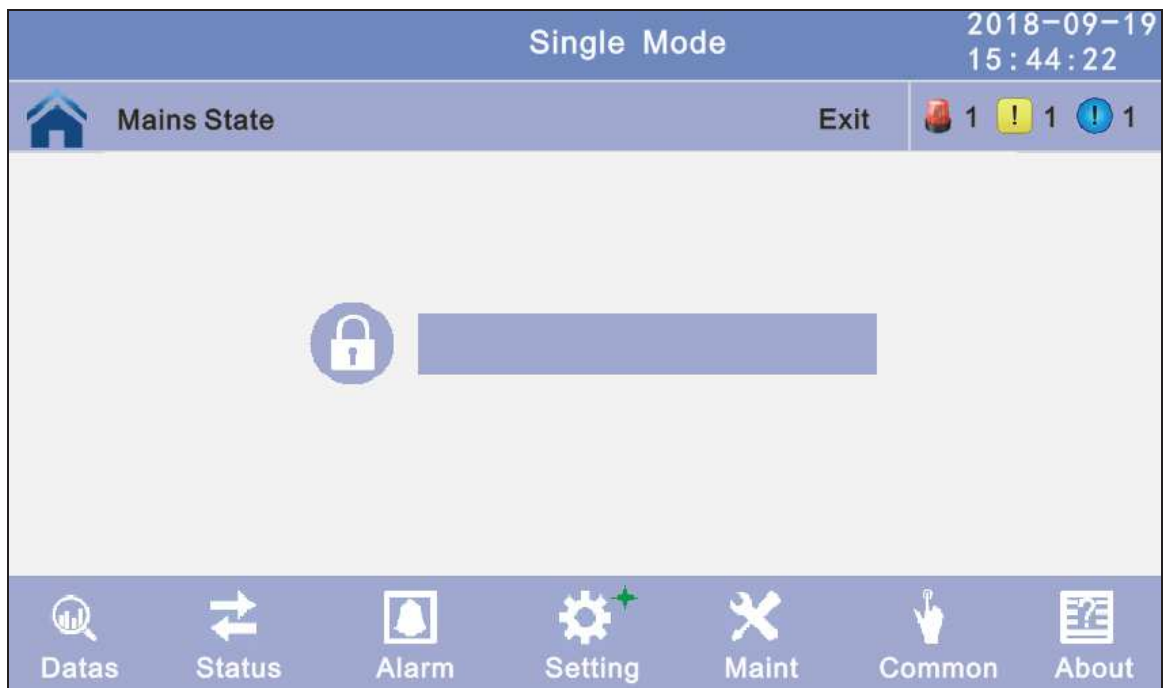 Single Mode
2018-09-19
15:44:22
Mains State
Exit
1 ! 1 ! 1
Datas
Status
Alarm
Setting
Maint
Common
?
About